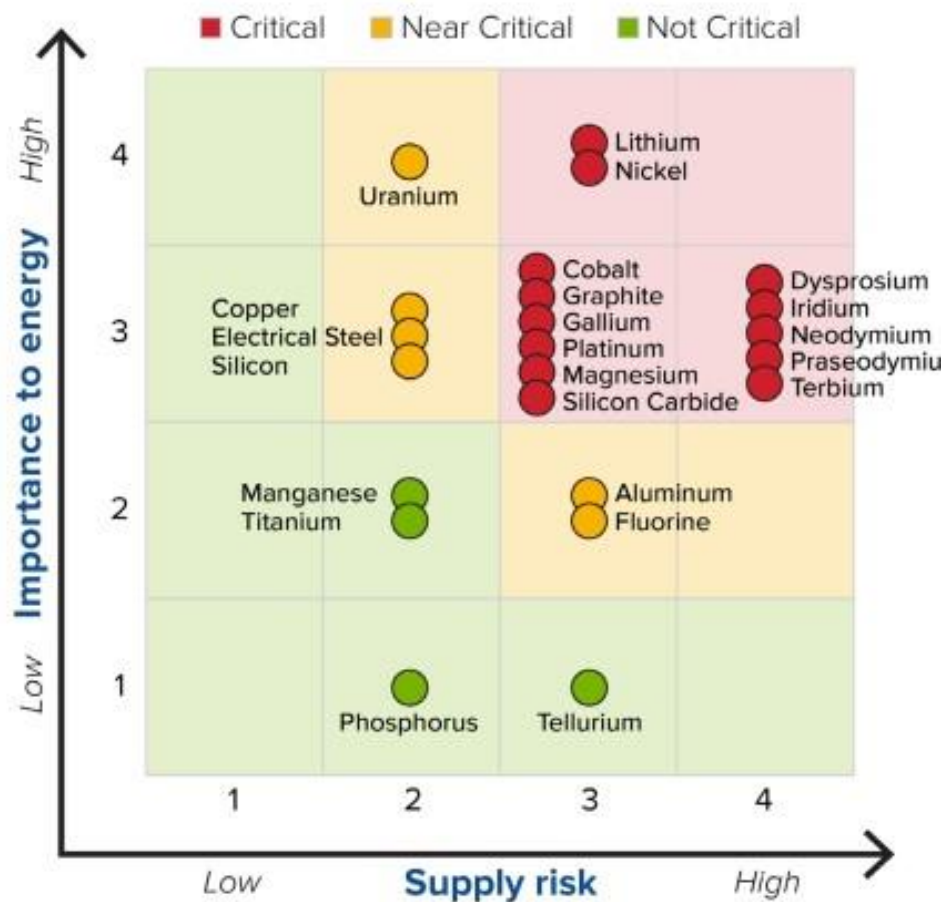 Critical Near Critical Not Critical
High
Importance to energy
Low
4
3
2
1
Uranium
Lithium
Nickel
Copper
Electrical Steel
Silicon
Cobalt
Graphite
Gallium
Platinum
Magnesium
Silicon Carbide
Dysprosium
Iridium
Neodymium
Praseodymiu
Terbium
Manganese
Titanium
Aluminum
Fluorine
Phosphorus
Tellurium
1 2 3 4
Low Supply risk High